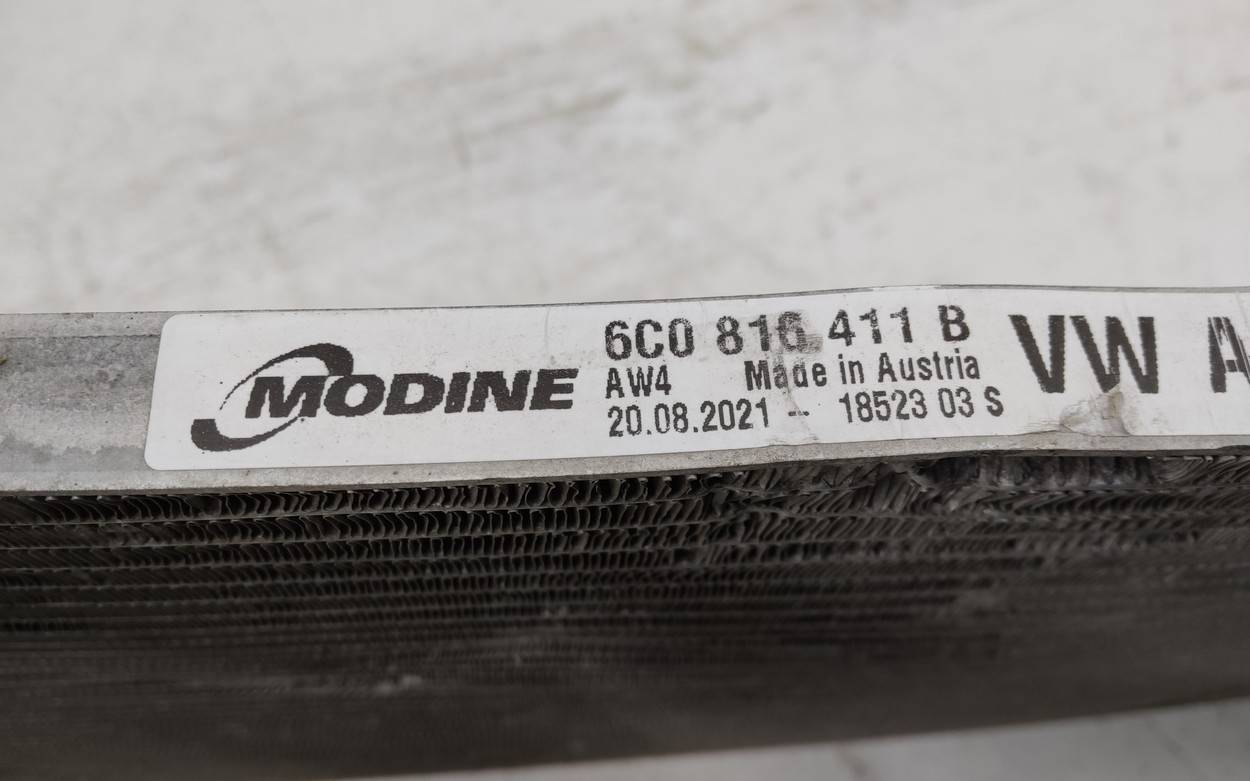 MODINE
6C0 816 411 B
AW4 Made in Austria
20.08.2021 - 18523 03 S
VW A